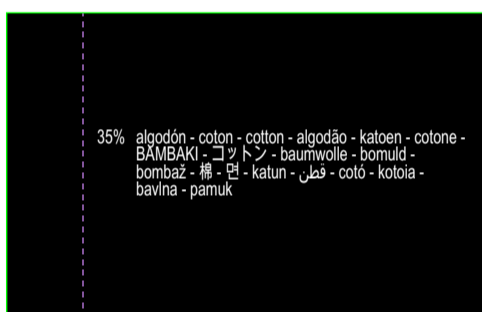 35% algodón - coton - cotton - algodão - katoen - cotone -
BAMBAKI - コットン - baumwolle - bomuld -
bombaž - 棉 - 면 - katun - قطن - cotó - kotoia -
bavlna - pamuk